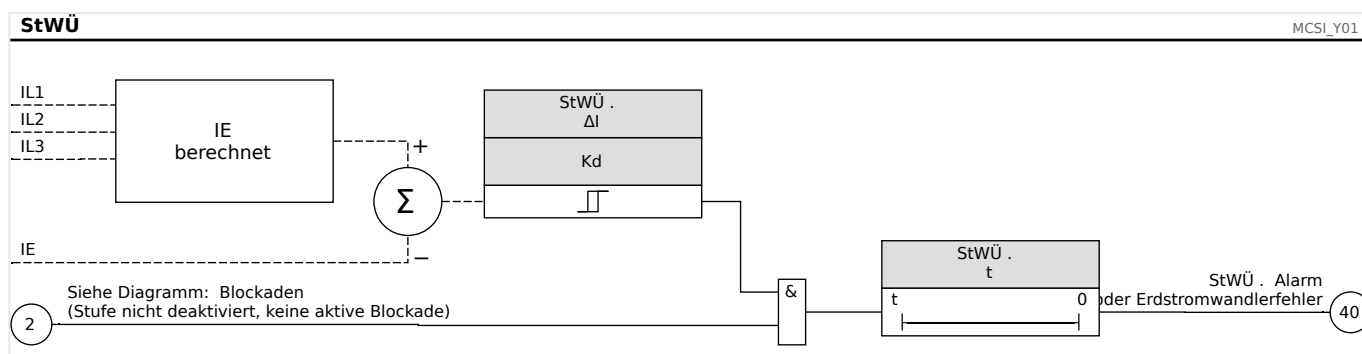 StWÜ
MCSI_Y01
IL1
IL2
IL3
IE
berechnet
+
Σ
−
IE
StWÜ .
ΔI
Kd
Siehe Diagramm: Blockaden
(Stufe nicht deaktiviert, keine aktive Blockade)
2
&
StWÜ .
t
t 0
StWÜ . Alarm
oder Erdstromwandlerfehler
40